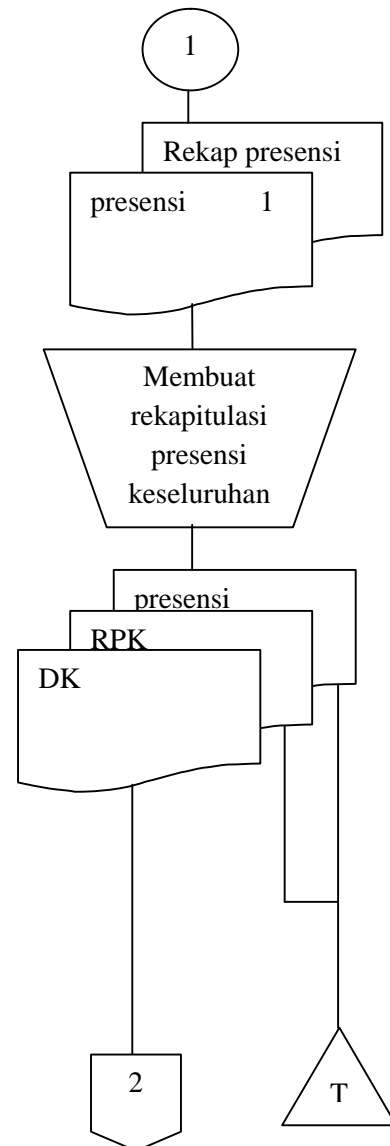 1
Rekap presensi
presensi 1
Membuat
rekapitulasi
presensi
keseluruhan
presensi
RPK
DK
2
T